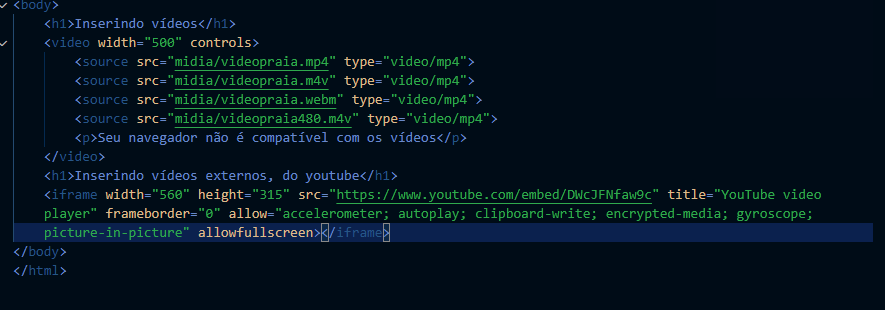 <body>
<h1>Inserindo vídeos</h1>
<video width="500" controls>
<source src="midia/videopraia.mp4" type="video/mp4">
<source src="midia/videopraia.m4v" type="video/mp4">
<source src="midia/videopraia.webm" type="video/mp4">
<source src="midia/videopraia480.m4v" type="video/mp4">
<p>Seu navegador não é compatível com os vídeos</p>
</video>
<h1>Inserindo vídeos externos, do youtube</h1>
<iframe width="560" height="315" src="https://www.youtube.com/embed/DWcJFNfaw9c" title="YouTube video
player" frameborder="0" allow="accelerometer; autoplay; clipboard-write; encrypted-media; gyroscope;
picture-in-picture" allowfullscreen></iframe>
</body>
</html>